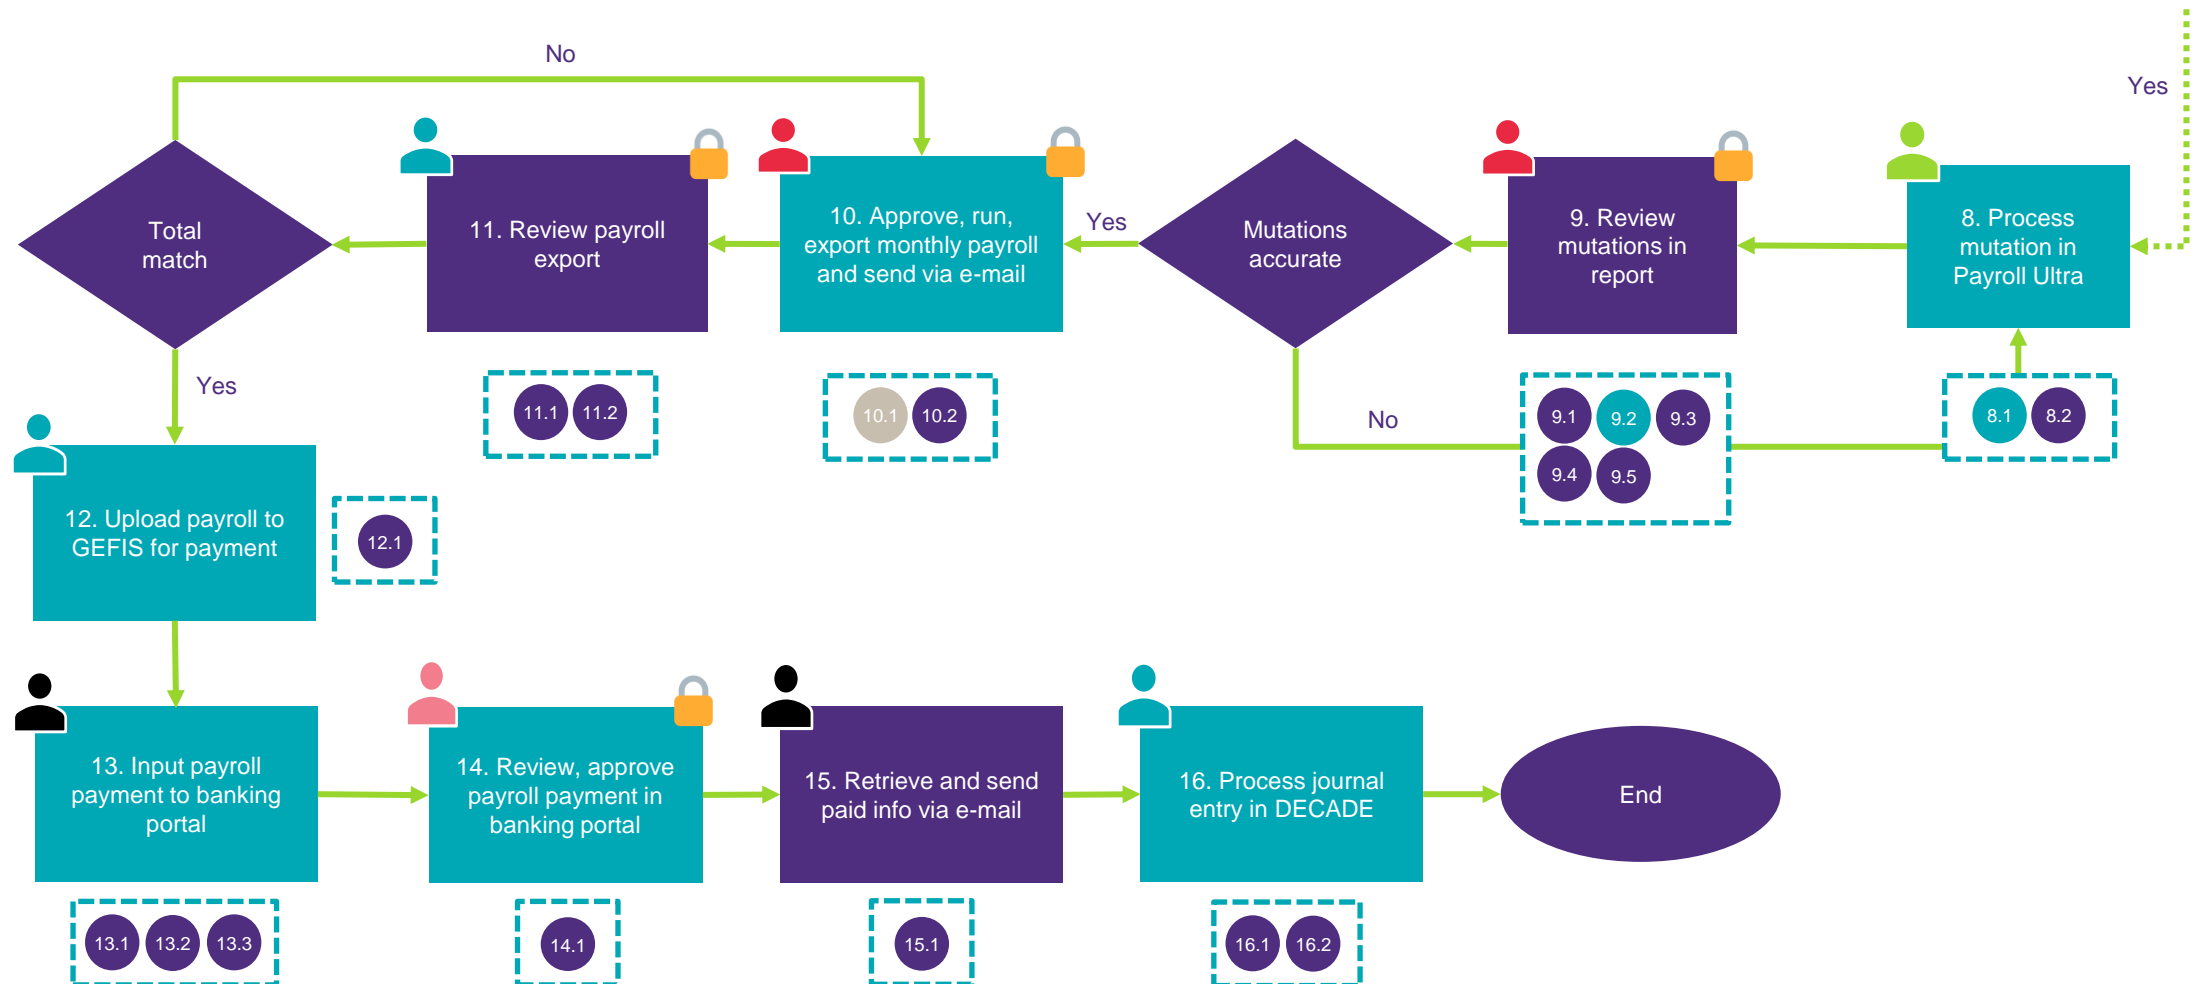 No
Yes
Total
match
11. Review payroll
export
10. Approve, run,
export monthly payroll
and send via e-mail
Yes
Mutations
accurate
9. Review
mutations in
report
8. Process
mutation in
Payroll Ultra
Yes
11.1 11.2
10.1 10.2
No
9.1 9.2 9.3
9.4 9.5
8.1 8.2
12. Upload payroll to
GEFIS for payment
12.1
13. Input payroll
payment to banking
portal
14. Review, approve
payroll payment in
banking portal
15. Retrieve and send
paid info via e-mail
16. Process journal
entry in DECADE
End
13.1 13.2 13.3
14.1
15.1
16.1 16.2